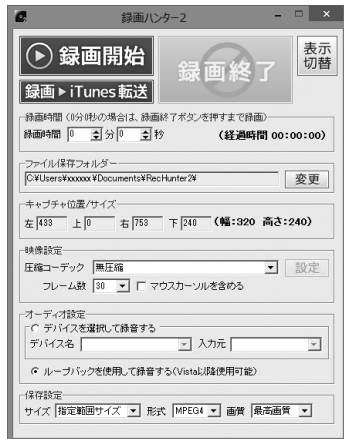 録画ハンター2
録画開始
録画終了
表示
切替
録画▶iTunes転送
録画時間（0分0秒の場合は、録画終了ボタンを押すまで録画）
録画時間 0 分 0 秒 (経過時間 00:00:00)
ファイル保存フォルダー
C:¥Users¥xxxxxx¥Documents¥RecHunter2¥ 変更
キャプチャ位置/サイズ
左 433 上 0 右 753 下 240 (幅:320 高さ:240)
映像設定
圧縮コーデック 無圧縮 設定
フレーム数 30 マウスカーソルを含める
オーディオ設定
デバイスを選択して録音する
デバイス名 入力元
ループバックを使用して録音する(Vista以降使用可能)
保存設定
サイズ 指定範囲サイズ 形式 MPEG4 画質 最高画質